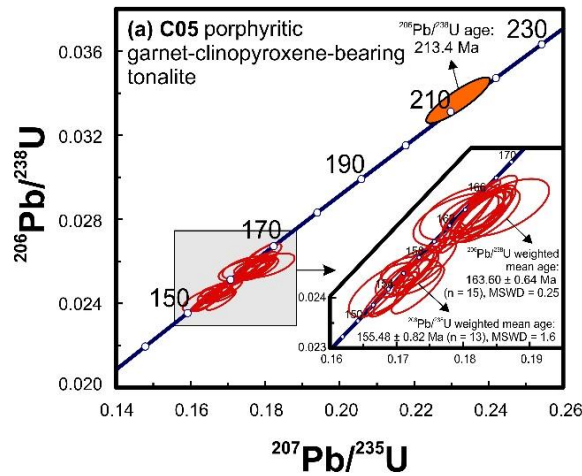 (a) C05 porphyritic
garnet-clinopyroxene-bearing
tonalite
²⁰⁶Pb/²³⁸U age:
213.4 Ma
230
210
190
170
150
0.036
0.032
0.028
0.024
0.020
²⁰⁶Pb/²³⁸U
0.14
0.16
0.18
0.20
0.22
0.24
0.26
²⁰⁷Pb/²³⁵U
170
166
162
158
154
150
²⁰⁶Pb/²³⁸U weighted
mean age:
163.60 ± 0.64 Ma
(n = 15), MSWD = 0.25
²⁰⁶Pb/²³⁸U weighted mean age:
155.48 ± 0.82 Ma (n = 13), MSWD = 1.6
0.024
0.023
0.16
0.17
0.18
0.19